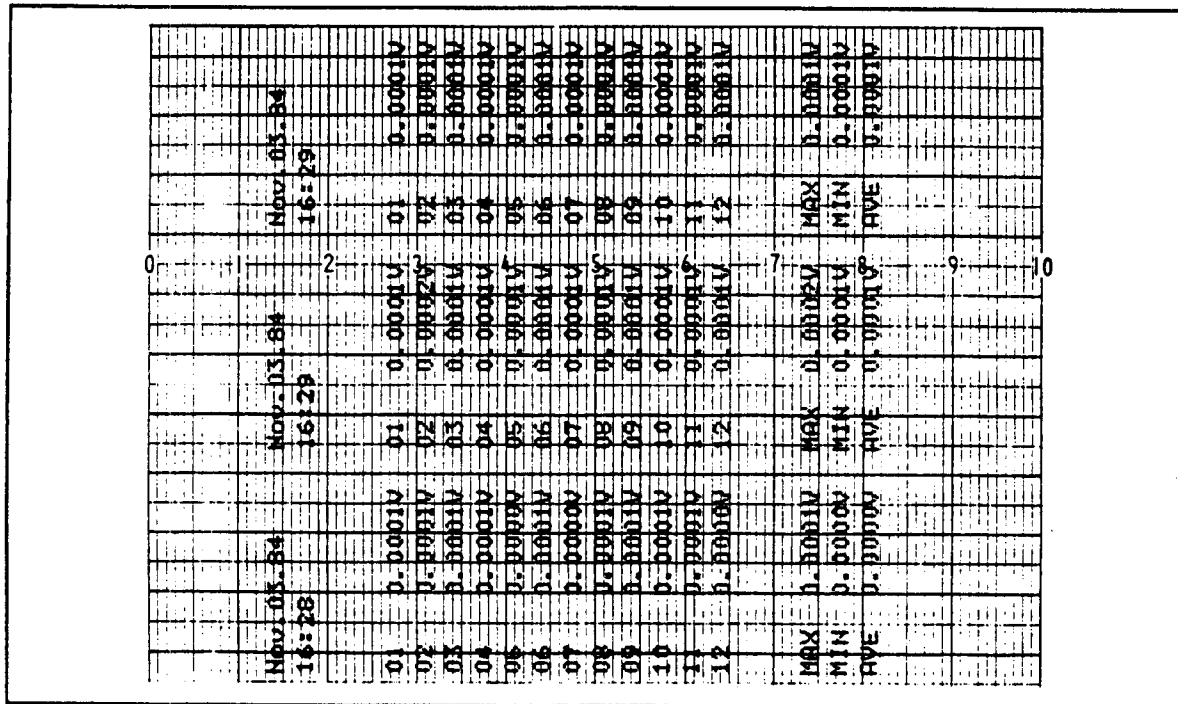 Nov.03.84
16:28
01 0.0001V
02 0.0001V
03 0.0001V
04 0.0001V
05 0.0000V
06 0.0001V
07 0.0000V
08 0.0001V
09 0.0001V
10 0.0001V
11 0.0001V
12 0.0000V
MAX 0.0001V
MIN 0.0000V
AVE 0.0000V
Nov.03.84
16:29
01 0.0001V
02 0.0002V
03 0.0001V
04 0.0001V
05 0.0001V
06 0.0001V
07 0.0001V
08 0.0001V
09 0.0001V
10 0.0001V
11 0.0001V
12 0.0001V
MAX 0.0002V
MIN 0.0001V
AVE 0.0001V
0 2 3 4 5 6 7 8 9 10
Nov.03.84
16:29
01 0.0001V
02 0.0001V
03 0.0001V
04 0.0001V
05 0.0001V
06 0.0001V
07 0.0001V
08 0.0001V
09 0.0001V
10 0.0001V
11 0.0001V
12 0.0001V
MAX 0.0001V
MIN 0.0001V
AVE 0.0001V